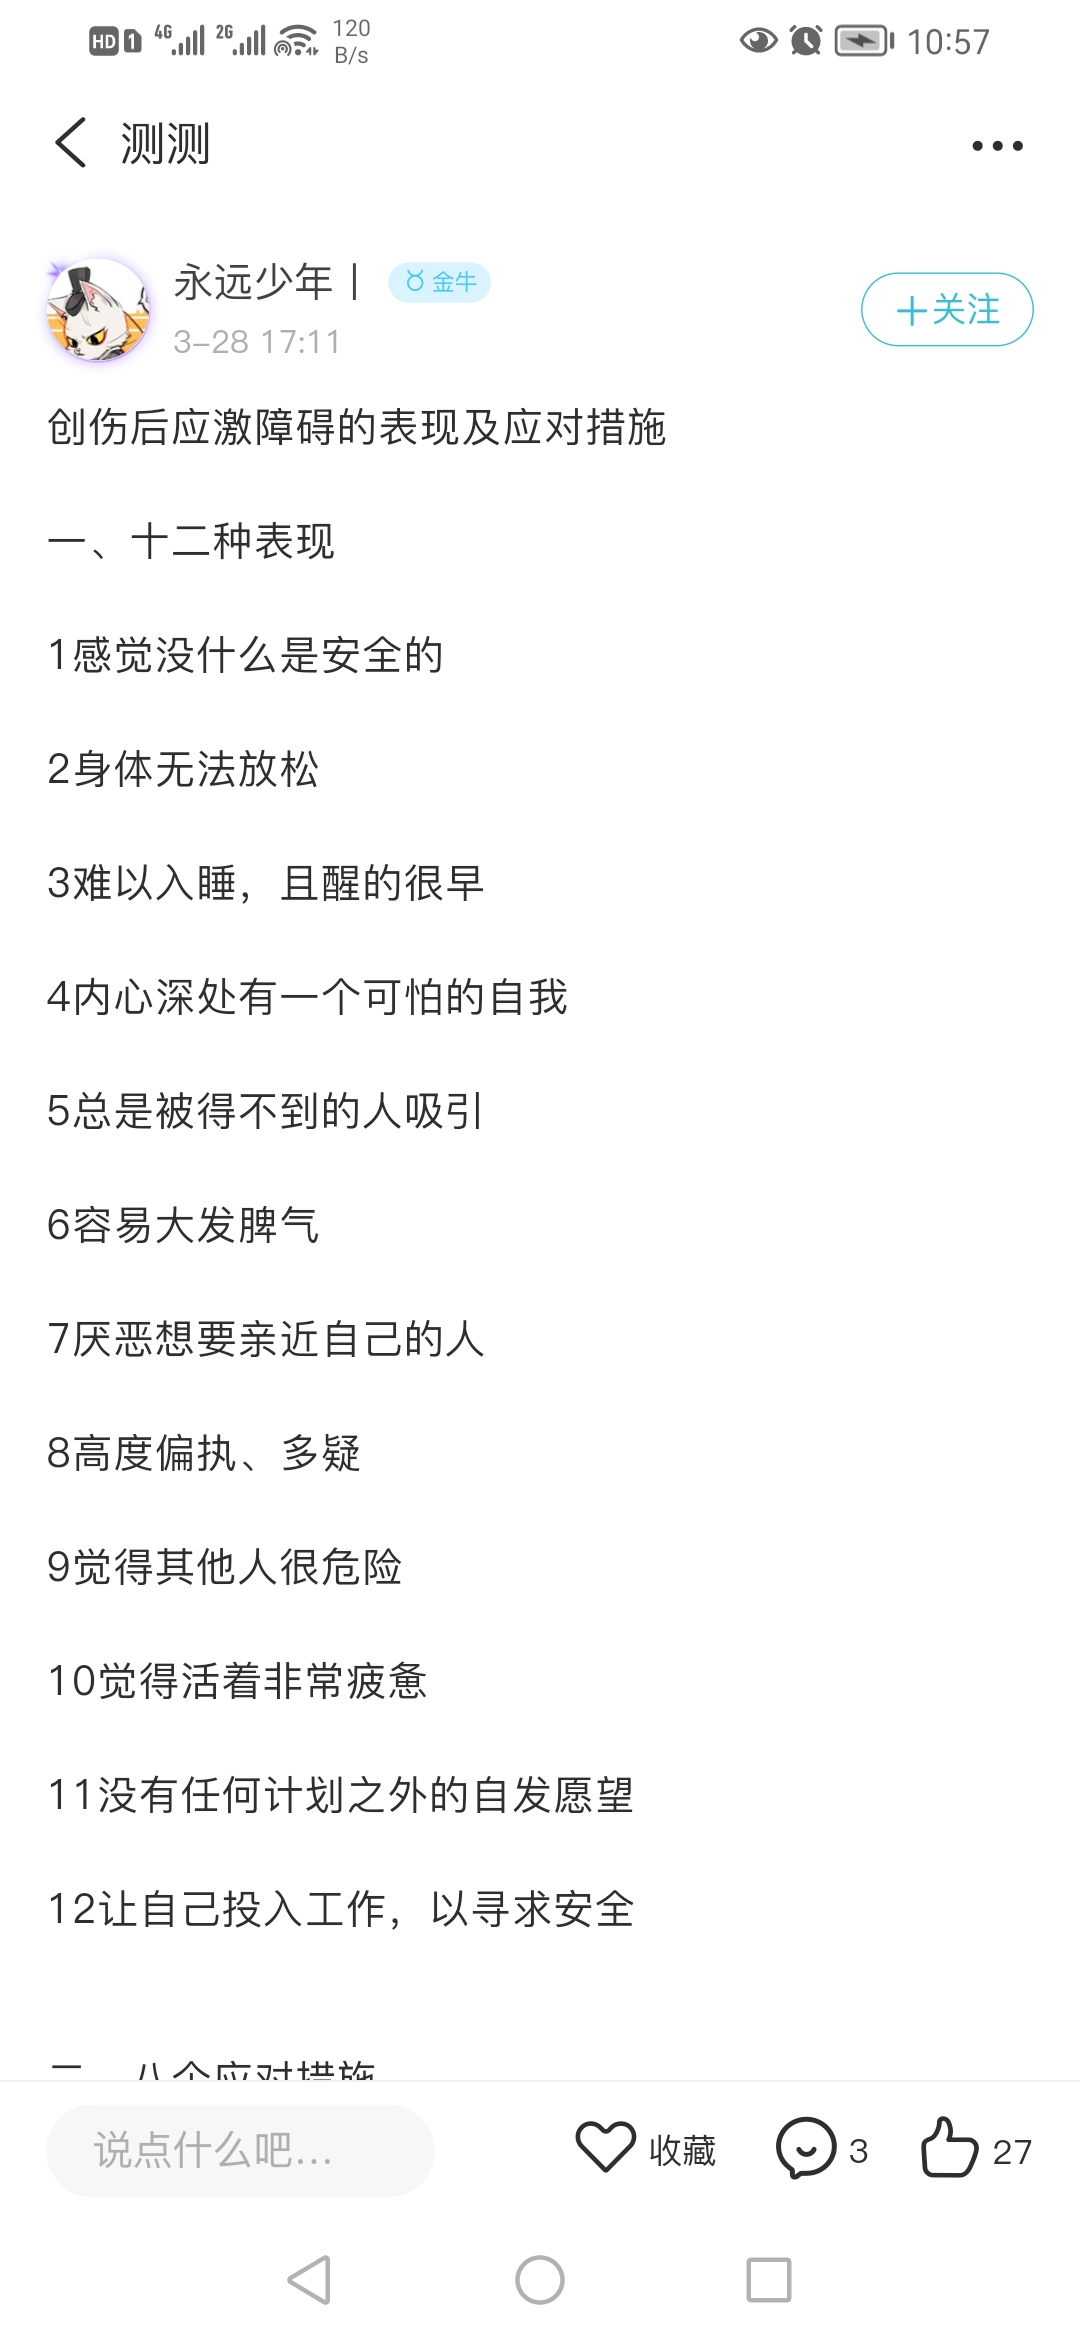 HD 1 4G 2G 120 B/s 10:57
测测
永远少年丨 金牛
3-28 17:11
+关注
创伤后应激障碍的表现及应对措施
一、十二种表现
1感觉没什么是安全的
2身体无法放松
3难以入睡，且醒的很早
4内心深处有一个可怕的自我
5总是被得不到的人吸引
6容易大发脾气
7厌恶想要亲近自己的人
8高度偏执、多疑
9觉得其他人很危险
10觉得活着非常疲惫
11没有任何计划之外的自发愿望
12让自己投入工作，以寻求安全
二、八个应对措施
说点什么吧...
收藏
3
27